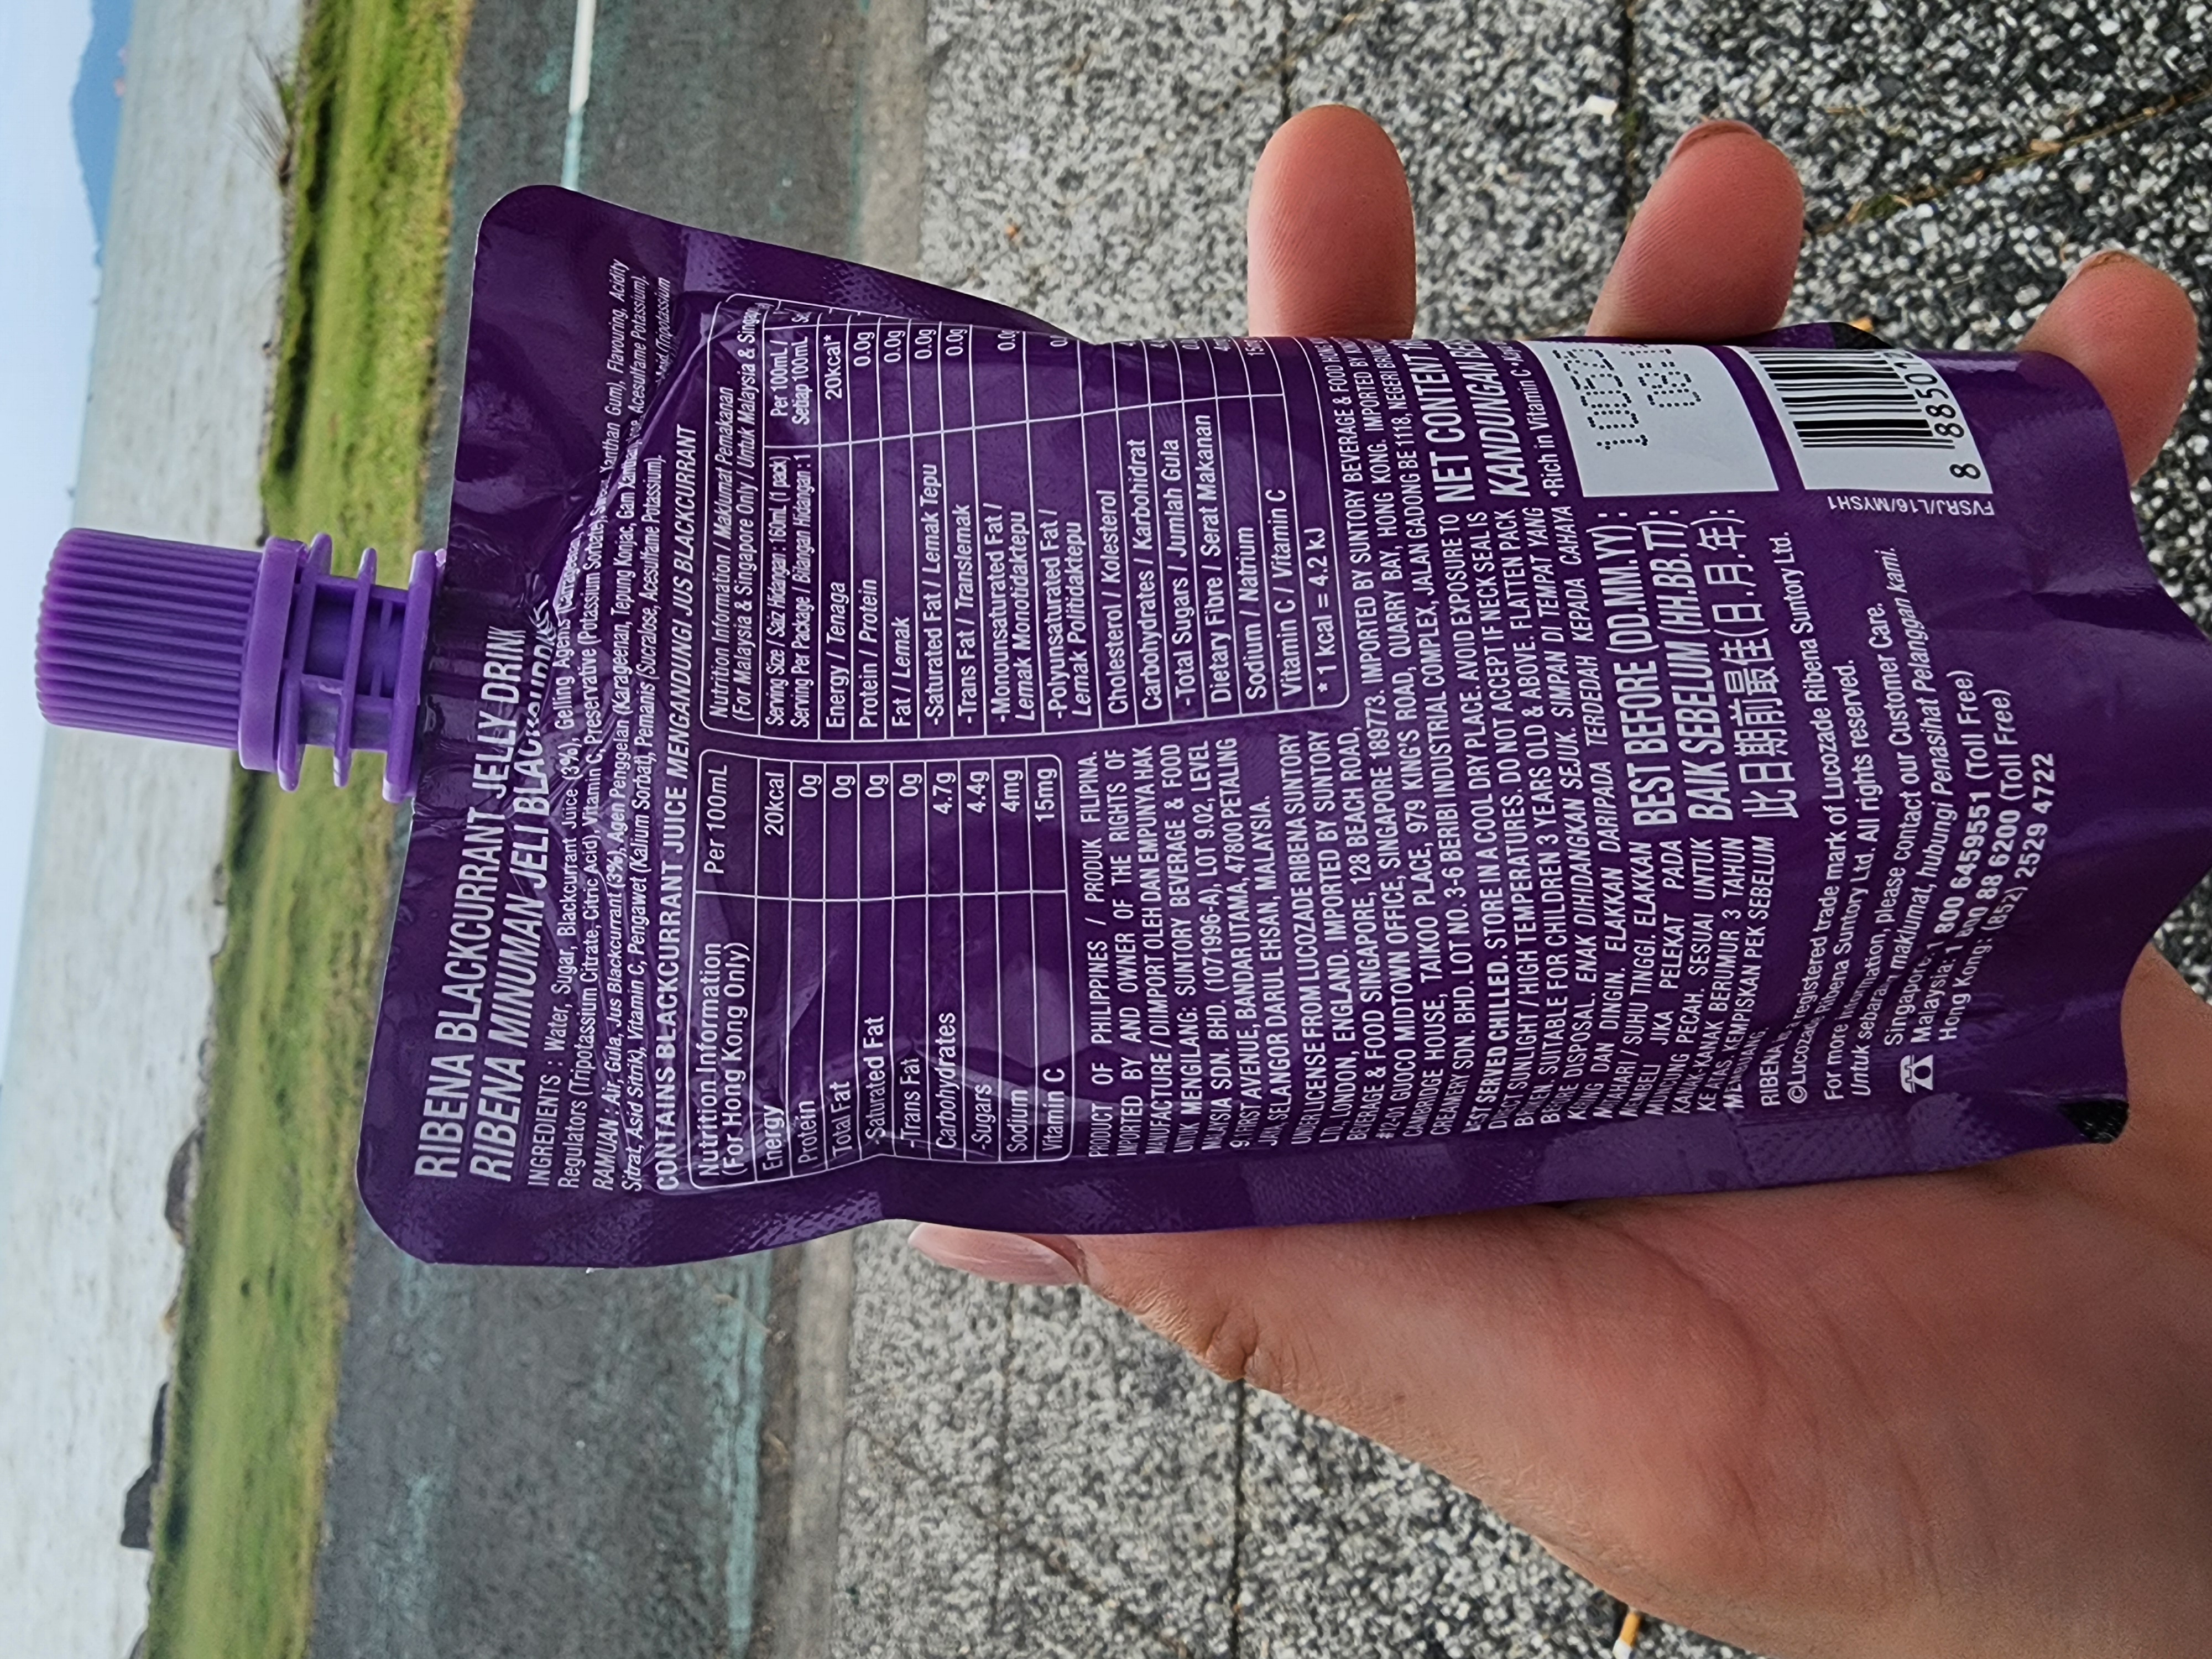 RIBENA BLACKCURRANT JELLY DRINK
RIBENA MINUMAN JELI BLACKCURRANT
INGREDIENTS : Water, Sugar, Blackcurrant Juice (3%), Gelling Agents Xanthan Gum), Flavouring, Acidity
Regulators (Tripotassium Citrate, Citric Acid), Vitamin C, Preservative (Potassium Sorbate), Acesulfame Potassium).
RAMUAN : Air, Gula, Jus Blackcurrant (3%), Agen Penggelan (Karageenan, Tepung Konjac, Gan (Tripotassium
Sitrat, Asid Sitrik), Vitamin C, Pengawet (Kalium Sorbat), Pemanis (Sucralose, Acesulfame Potassium).
CONTAINS BLACKCURRANT JUICE MENGANDUNGI JUS BLACKCURRANT
Nutrition Information
(For Hong Kong Only)
Per 100mL
Energy 20kcal
Protein 0g
Total Fat 0g
-Saturated Fat 0g
-Trans Fat 0g
Carbohydrates 4.7g
-Sugars 4.4g
Sodium 4mg
Vitamin C 15mg
Nutrition Information / Maklumat Pemakanan
(For Malaysia & Singapore Only / Untuk Malaysia &
Serving Size / Saiz Hidangan : 160mL (1 pack)
Serving Per Package / Bilangan Hidangan : 1
Per 100mL /
Setiap 100mL
Energy / Tenaga 20kcal*
Protein / Protein 0.0g
Fat / Lemak 0.0g
-Saturated Fat / Lemak Tepu 0.0g
-Trans Fat / Translemak 0.0g
-Monounsaturated Fat /
Lemak Monotidaktepu 0.0g
-Polyunsaturated Fat /
Lemak Politidaktepu
Cholesterol / Kolesterol
Carbohydrates / Karbohidrat
- Total Sugars / Jumlah Gula
Dietary Fibre / Serat Makanan
Sodium / Natrium
Vitamin C / Vitamin C
* 1 kcal = 4.2 kJ
PRODUCT OF PHILIPPINES / PRODUK FILIPINA.
IMPORTED BY AND OWNER OF THE RIGHTS OF
MANUFACTURE / DIIMPORT OLEH DAN EMPUNYA HAK
UNTUK MENGILANG: SUNTORY BEVERAGE & FOOD
MALAYSIA SDN. BHD. (1071996-A), LOT 9.02, LEVEL
9, 1 FIRST AVENUE, BANDAR UTAMA, 47800 PETALING
JAYA, SELANGOR DARUL EHSAN, MALAYSIA.
UNDER LICENSE FROM LUCOZADE RIBENA SUNTORY
LTD, LONDON, ENGLAND. IMPORTED BY SUNTORY BEVERAGE & FOOD
BEVERAGE & FOOD SINGAPORE, 128 BEACH ROAD,
#12-01 GUOCO MIDTOWN OFFICE, SINGAPORE 189773. IMPORTED BY SUNTORY BEVERAGE & FOOD
CAMBRIDGE HOUSE, TAIKOO PLACE, 979 KING'S ROAD, QUARRY BAY, HONG KONG. IMPORTED BY
CREAMERY SDN. BHD. LOT NO. 3-6 BERIBI INDUSTRIAL COMPLEX, JALAN GADONG BE 1118, NEGERI
BEST SERVED CHILLED. STORE IN A COOL DRY PLACE. AVOID EXPOSURE TO
DIRECT SUNLIGHT / HIGH TEMPERATURES. DO NOT ACCEPT IF NECK SEAL IS
BROKEN. SUITABLE FOR CHILDREN 3 YEARS OLD & ABOVE. FLATTEN PACK
BEFORE DISPOSAL. ENAK DIHIDANGKAN SEJUK. SIMPAN DI TEMPAT YANG
KERING DAN DINGIN. ELAKKAN DARIPADA TERDEDAH KEPADA CAHAYA
MATAHARI / SUHU TINGGI. ELAKKAN
MEMBELI JIKA PELEKAT PADA
MUNCUNG PECAH. SESUAI UNTUK
KANAK-KANAK BERUMUR 3 TAHUN
KE ATAS. KEMPISKAN PEK SEBELUM
MEMBUANG.
NET CONTENT /
KANDUNGAN
•Rich in Vitamin C
BEST BEFORE (DD.MM.YY) :
BAIK SEBELUM (HH.BB.TT) :
此日期前最佳(日.月.年):
RIBENA is a registered trade mark of Lucozade Ribena Suntory Ltd.
©Lucozade Ribena Suntory Ltd. All rights reserved.
For more information, please contact our Customer Care.
Untuk sebarang maklumat, hubungi Penasihat Pelanggan kami.
Singapore: 1 800 6459551 (Toll Free)
Malaysia: 1 800 88 6200 (Toll Free)
Hong Kong: (852) 2529 4722
FVSRJ/L16/MYSH1